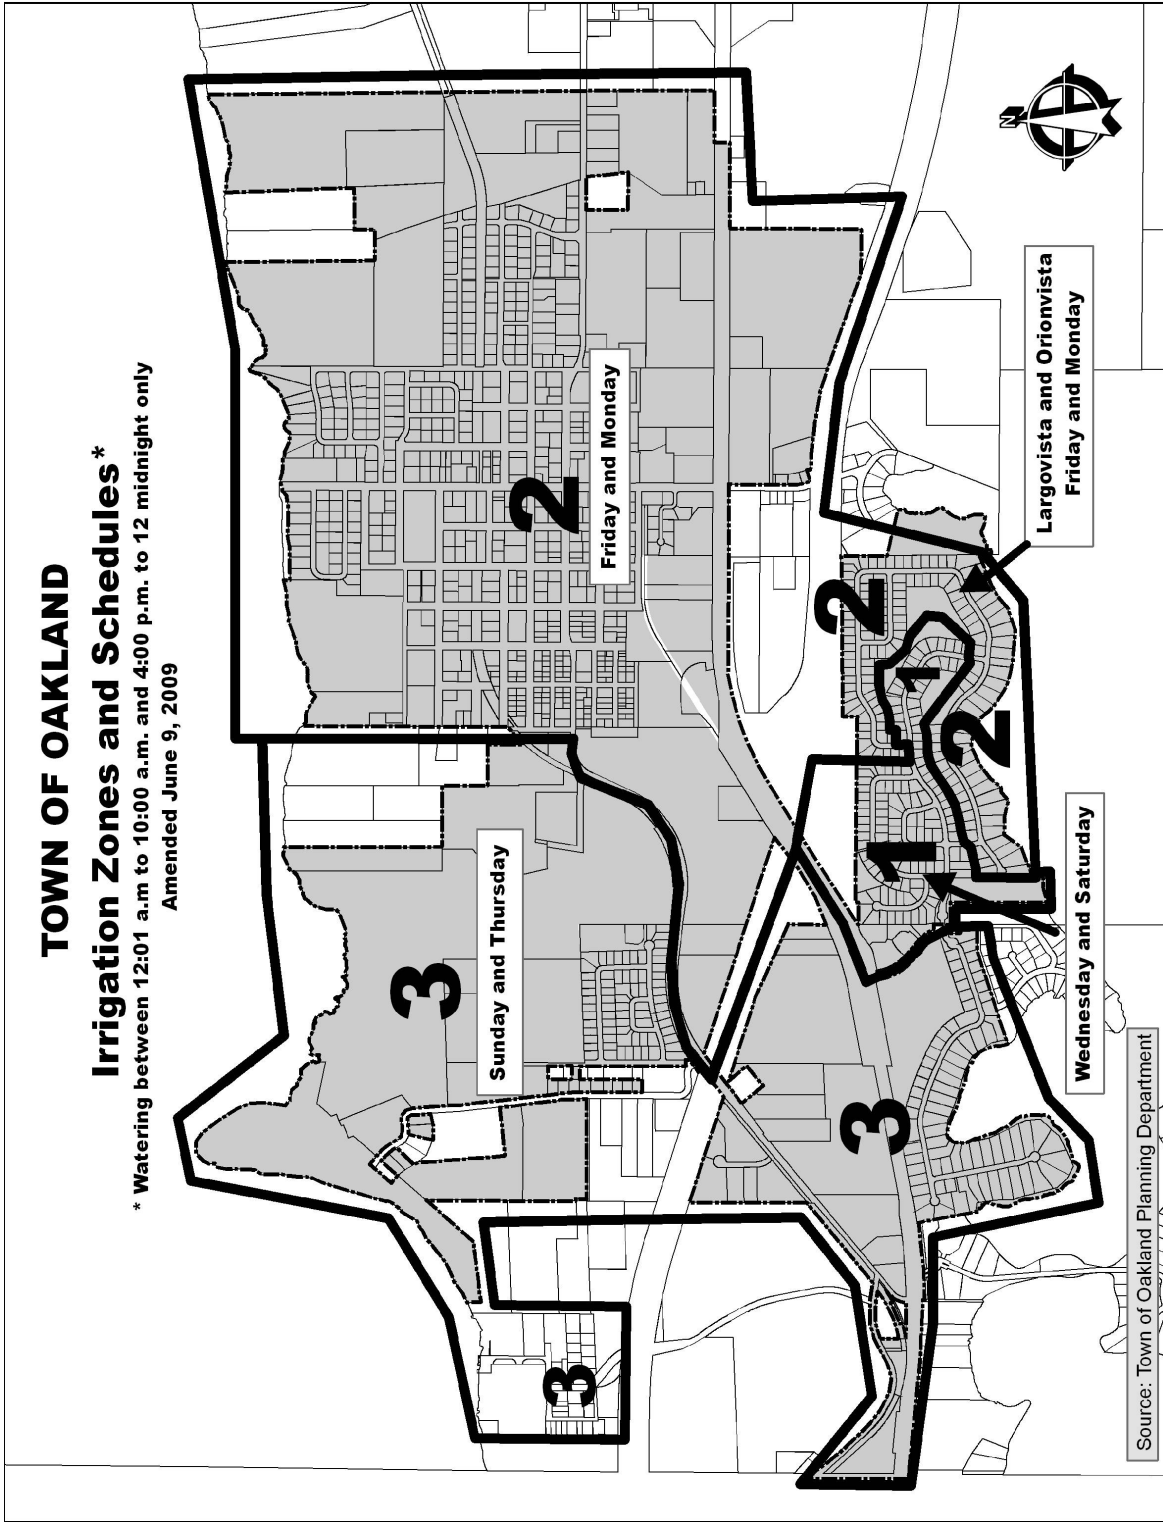 TOWN OF OAKLAND
Irrigation Zones and Schedules*
* Watering between 12:01 a.m to 10:00 a.m. and 4:00 p.m. to 12 midnight only
Amended June 9, 2009
N
3
Sunday and Thursday
2
Friday and Monday
3
3
2
1
1
2
Largovista and Orionvista
Friday and Monday
Wednesday and Saturday
Source: Town of Oakland Planning Department